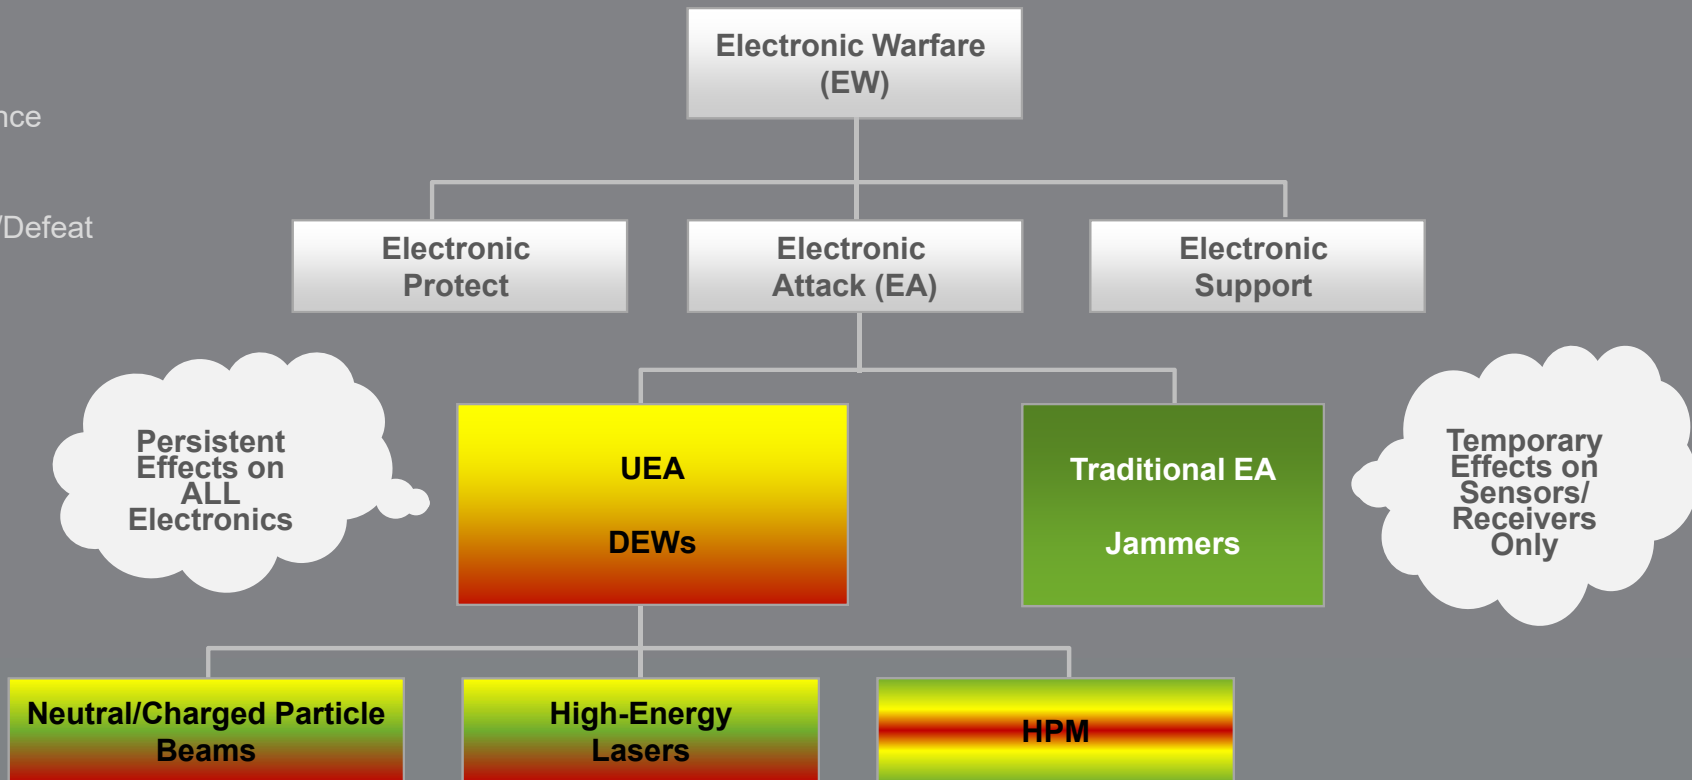 Electronic Warfare
(EW)
nce
/Defeat
Electronic
Protect
Electronic
Attack (EA)
Electronic
Support
Persistent
Effects on
ALL
Electronics
UEA
DEWs
Traditional EA
Jammers
Temporary
Effects on
Sensors/
Receivers
Only
Neutral/Charged Particle
Beams
High-Energy
Lasers
HPM